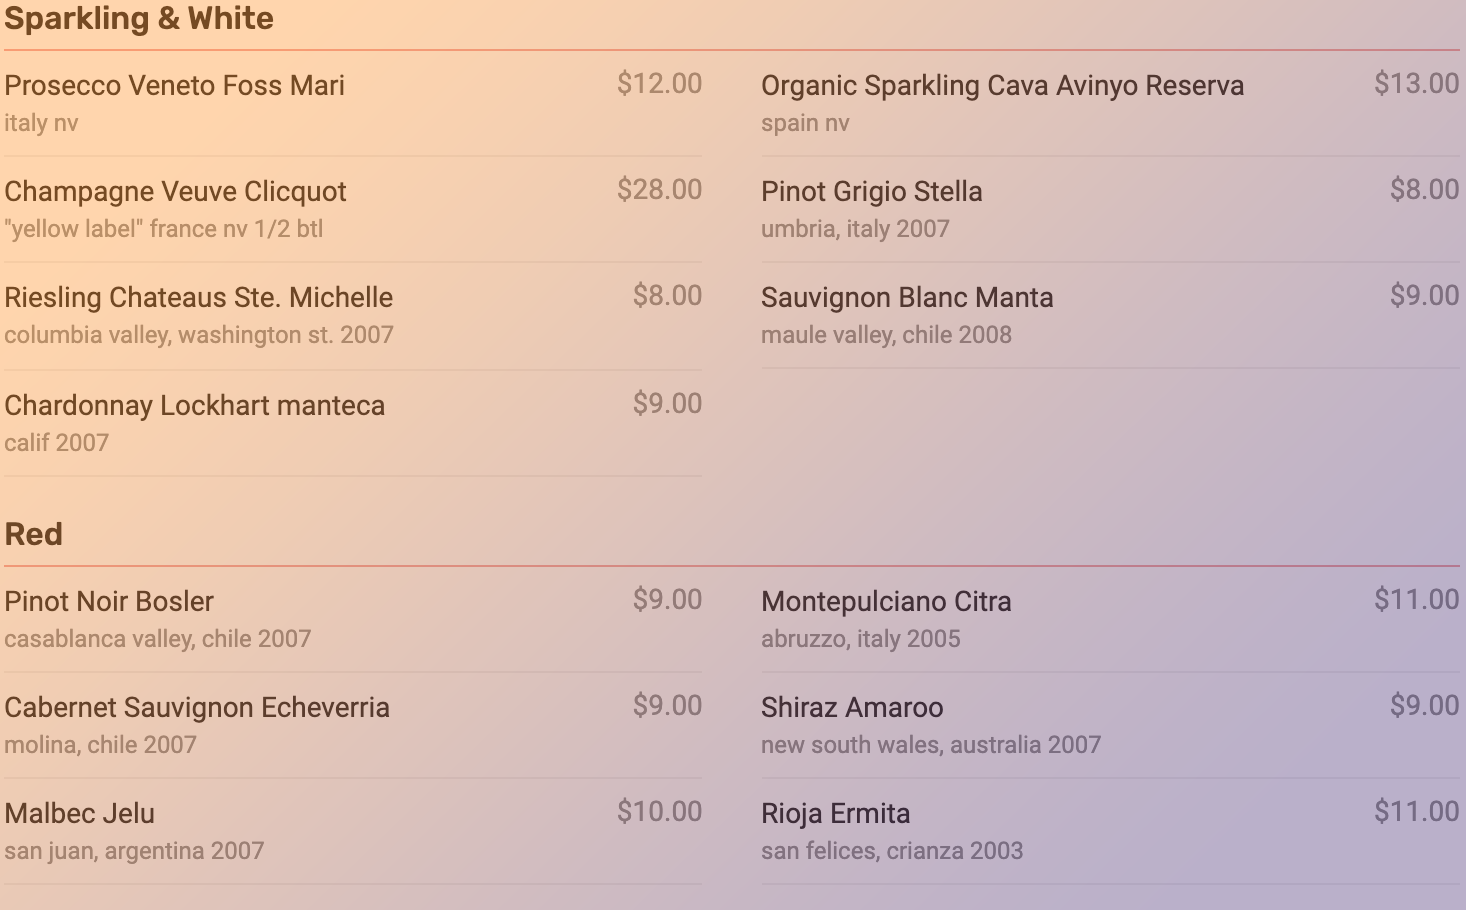 Sparkling & White
Prosecco Veneto Foss Mari $12.00
italy nv
Organic Sparkling Cava Avinyo Reserva $13.00
spain nv
Champagne Veuve Clicquot $28.00
"yellow label" france nv 1/2 btl
Pinot Grigio Stella $8.00
umbria, italy 2007
Riesling Chateaus Ste. Michelle $8.00
columbia valley, washington st. 2007
Sauvignon Blanc Manta $9.00
maule valley, chile 2008
Chardonnay Lockhart manteca $9.00
calif 2007
Red
Pinot Noir Bosler $9.00
casablanca valley, chile 2007
Montepulciano Citra $11.00
abruzzo, italy 2005
Cabernet Sauvignon Echeverria $9.00
molina, chile 2007
Shiraz Amaroo $9.00
new south wales, australia 2007
Malbec Jelu $10.00
san juan, argentina 2007
Rioja Ermita $11.00
san felices, crianza 2003